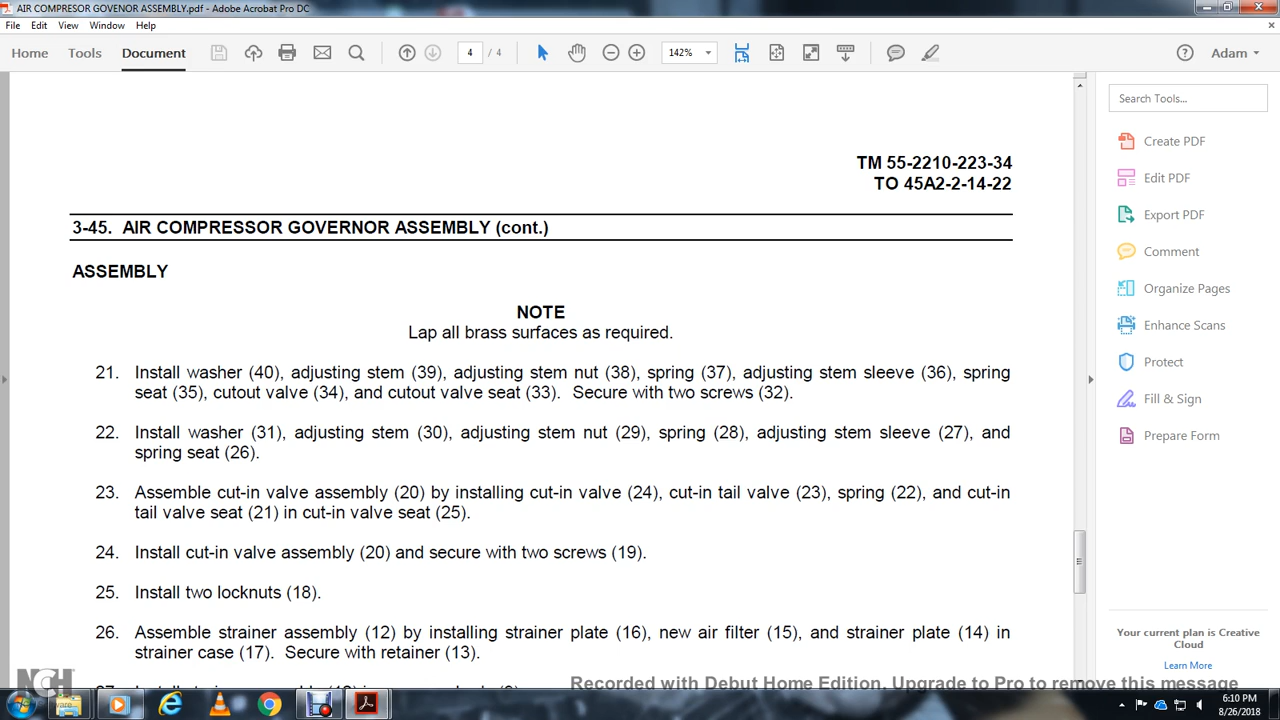 AIR COMPRESOR GOVENOR ASSEMBLY.pdf - Adobe Acrobat Pro DC
File Edit View Window Help
Home Tools Document 4 / 4 142% Adam
Search Tools...
Create PDF
Edit PDF
Export PDF
Comment
Organize Pages
Enhance Scans
Protect
Fill & Sign
Prepare Form
Your current plan is Creative
Cloud
Learn More
TM 55-2210-223-34
TO 45A2-2-14-22
3-45. AIR COMPRESSOR GOVERNOR ASSEMBLY (cont.)
ASSEMBLY
NOTE
Lap all brass surfaces as required.
21. Install washer (40), adjusting stem (39), adjusting stem nut (38), spring (37), adjusting stem sleeve (36), spring
seat (35), cutout valve (34), and cutout valve seat (33). Secure with two screws (32).
22. Install washer (31), adjusting stem (30), adjusting stem nut (29), spring (28), adjusting stem sleeve (27), and
spring seat (26).
23. Assemble cut-in valve assembly (20) by installing cut-in valve (24), cut-in tail valve (23), spring (22), and cut-in
tail valve seat (21) in cut-in valve seat (25).
24. Install cut-in valve assembly (20) and secure with two screws (19).
25. Install two locknuts (18).
26. Assemble strainer assembly (12) by installing strainer plate (16), new air filter (15), and strainer plate (14) in
strainer case (17). Secure with retainer (13).
NCH
Recorded with Debut Home Edition. Upgrade to Pro to remove this message
6:10 PM
8/26/2018